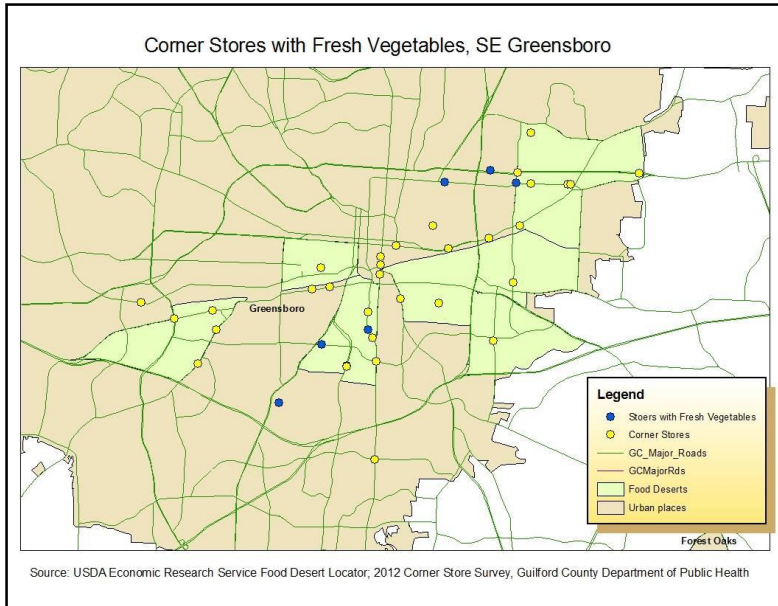 Corner Stores with Fresh Vegetables, SE Greensboro
Greensboro
Legend
Stoers with Fresh Vegetables
Corner Stores
GC_Major_Roads
GCMajorRds
Food Deserts
Urban places
Forest Oaks
Source: USDA Economic Research Service Food Desert Locator; 2012 Corner Store Survey, Guilford County Department of Public Health